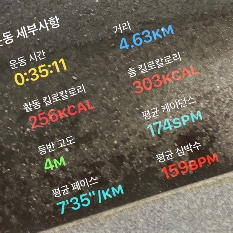 운동 세부사항
운동 시간
0:35:11
거리
4.63KM
활동 킬로칼로리
256KCAL
총 킬로칼로리
303KCAL
등반 고도
4M
평균 케이던스
174SPM
평균 페이스
7'35"/KM
평균 심박수
159BPM